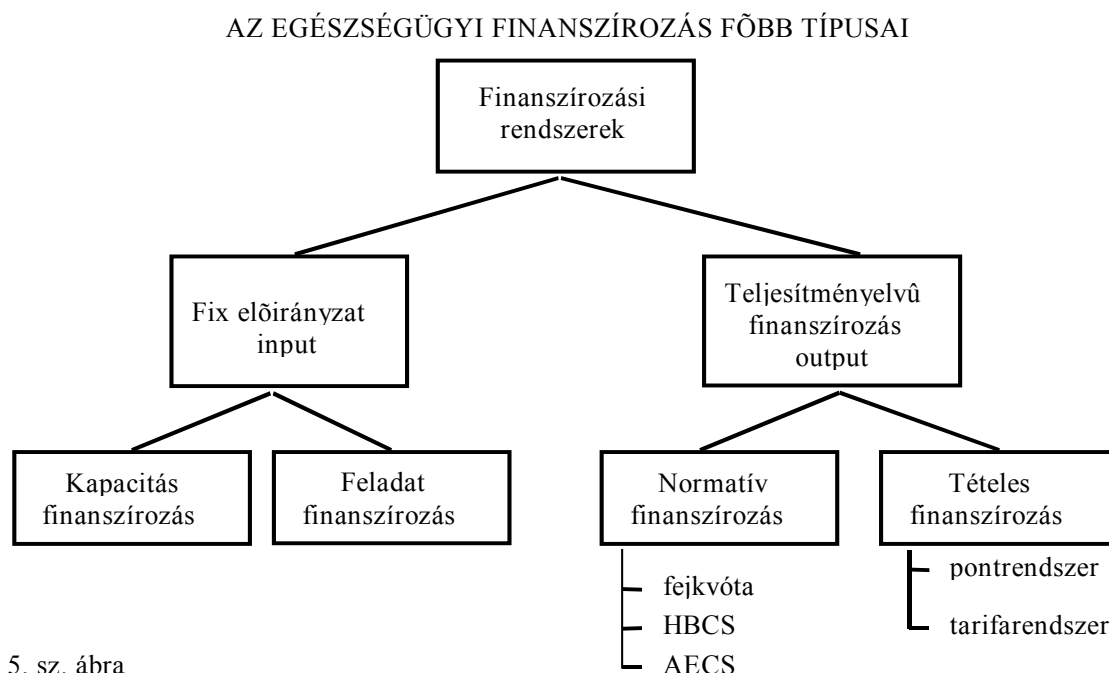 AZ EGÉSZSÉGÜGYI FINANSZÍROZÁS FÕBB TÍPUSAI
Finanszírozási
rendszerek
Fix elõirányzat
input
Teljesítményelvû
finanszírozás
output
Kapacitás
finanszírozás
Feladat
finanszírozás
Normatív
finanszírozás
Tételes
finanszírozás
fejkvóta
HBCS
AECS
pontrendszer
tarifarendszer
5. sz. ábra